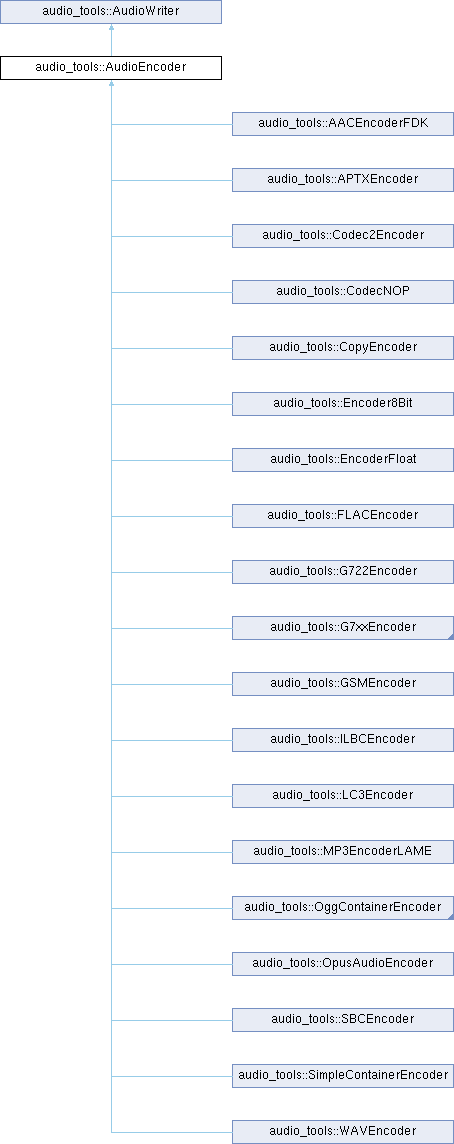 audio_tools::AudioWriter
audio_tools::AudioEncoder
audio_tools::AACEncoderFDK
audio_tools::APTXEncoder
audio_tools::Codec2Encoder
audio_tools::CodecNOP
audio_tools::CopyEncoder
audio_tools::Encoder8Bit
audio_tools::EncoderFloat
audio_tools::FLACEncoder
audio_tools::G722Encoder
audio_tools::G7xxEncoder
audio_tools::GSMEncoder
audio_tools::ILBCEncoder
audio_tools::LC3Encoder
audio_tools::MP3EncoderLAME
audio_tools::OggContainerEncoder
audio_tools::OpusAudioEncoder
audio_tools::SBCEncoder
audio_tools::SimpleContainerEncoder
audio_tools::WAVEncoder